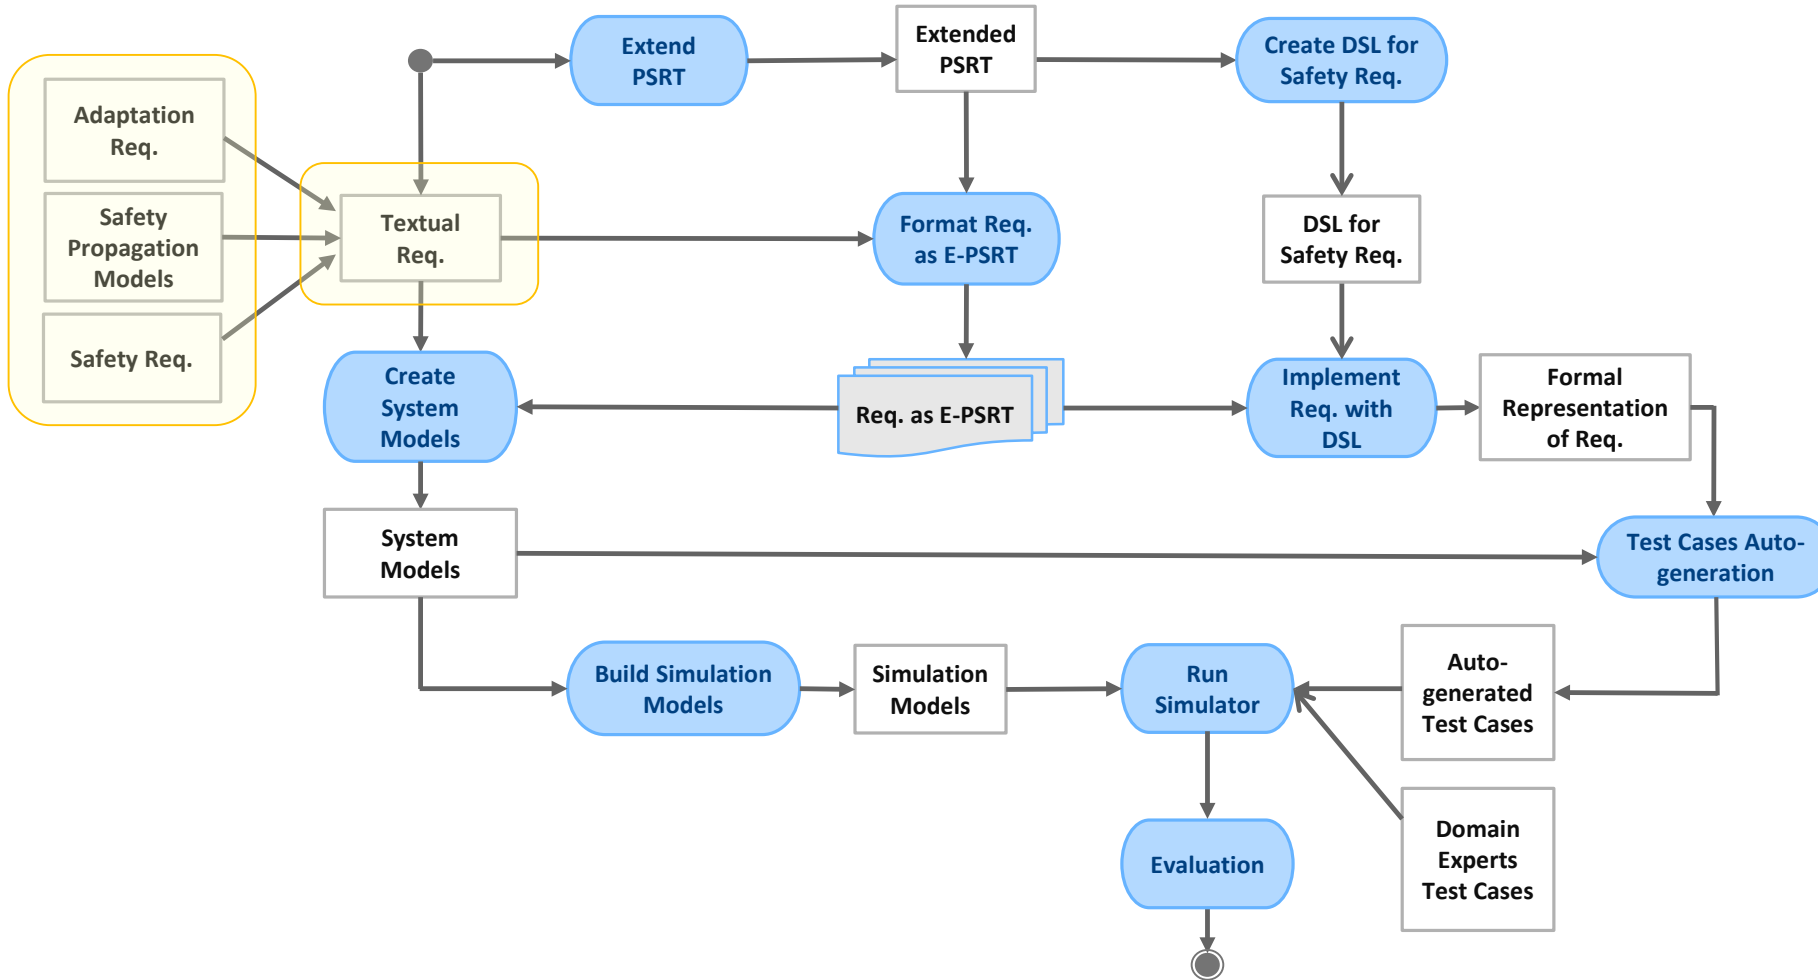 Extend
PSRT
Extended
PSRT
Create DSL for
Safety Req.
Adaptation
Req.
Safety
Propagation
Models
Safety Req.
Textual
Req.
Format Req.
as E-PSRT
DSL for
Safety Req.
Create
System
Models
Req. as E-PSRT
Implement
Req. with
DSL
Formal
Representation
of Req.
System
Models
Test Cases Auto-
generation
Build Simulation
Models
Simulation
Models
Run
Simulator
Auto-
generated
Test Cases
Evaluation
Domain
Experts
Test Cases